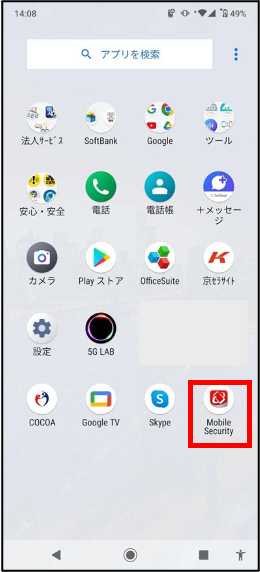 14:08
49%
アプリを検索
法人サービス
SoftBank
Google
ツール
安心・安全
電話
電話帳
+メッセー
ジ
カメラ
Play ストア
OfficeSuite
京セラサイト
設定
5G LAB
COCOA
Google TV
Skype
Mobile
Security